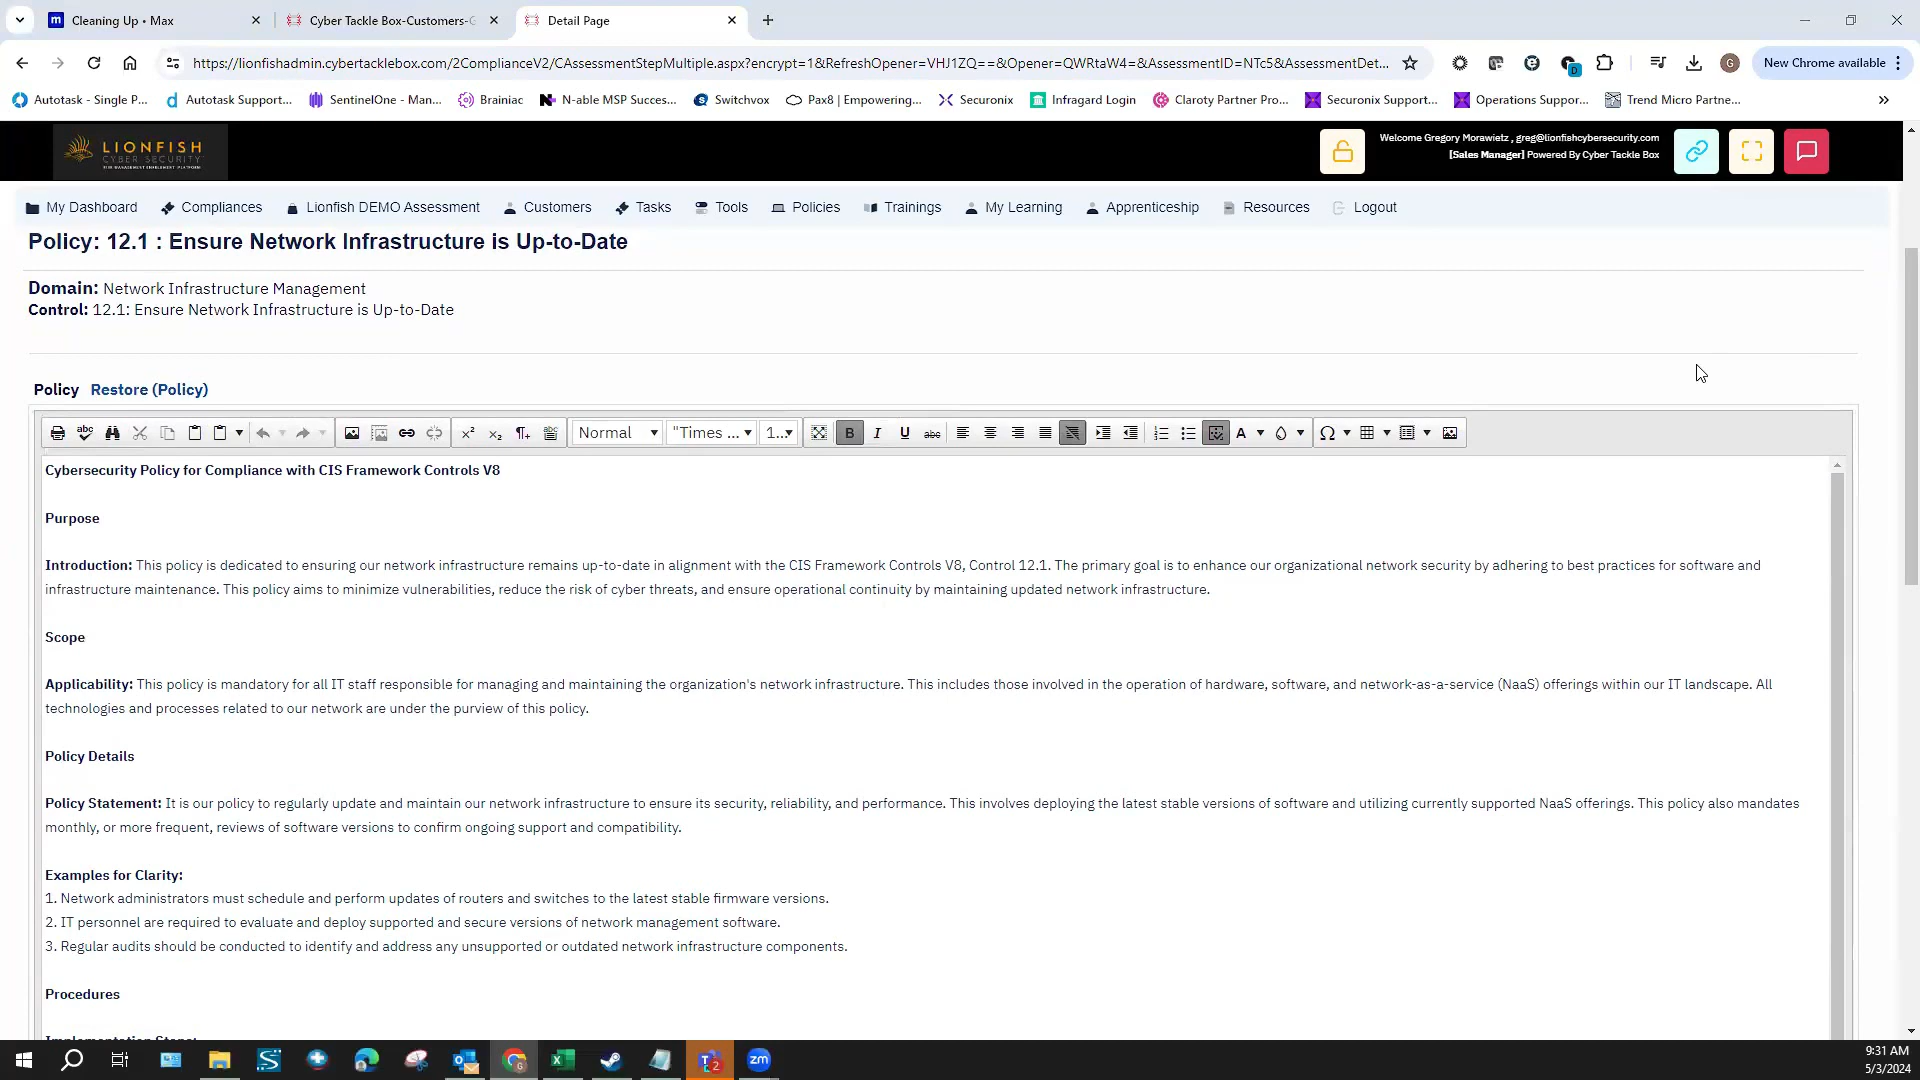 Cleaning Up • Max
Cyber Tackle Box-Customers-G
Detail Page
https://lionfishadmin.cybertacklebox.com/2ComplianceV2/CAssessmentStepMultiple.aspx?encrypt=1&RefreshOpener=VHJ1ZQ==&Opener=QWRtaW4=&AssessmentID=NTc5&AssessmentDet...
New Chrome available
Autotask - Single P...
Autotask Support...
SentinelOne - Man...
Brainiac
N-able MSP Succes...
Switchvox
Pax8 | Empowering...
Securonix
Infragard Login
Claroty Partner Pro...
Securonix Support...
Operations Suppor...
Trend Micro Partne...
LIONFISH
CYBER SECURITY
Welcome Gregory Morawietz , greg@lionfishcybersecurity.com
[Sales Manager] Powered By Cyber Tackle Box
My Dashboard
Compliances
Lionfish DEMO Assessment
Customers
Tasks
Tools
Policies
Trainings
My Learning
Apprenticeship
Resources
Logout
Policy: 12.1 : Ensure Network Infrastructure is Up-to-Date
Domain: Network Infrastructure Management
Control: 12.1: Ensure Network Infrastructure is Up-to-Date
Policy Restore (Policy)
Normal
"Times ...
1...
Cybersecurity Policy for Compliance with CIS Framework Controls V8
Purpose
Introduction: This policy is dedicated to ensuring our network infrastructure remains up-to-date in alignment with the CIS Framework Controls V8, Control 12.1. The primary goal is to enhance our organizational network security by adhering to best practices for software and
infrastructure maintenance. This policy aims to minimize vulnerabilities, reduce the risk of cyber threats, and ensure operational continuity by maintaining updated network infrastructure.
Scope
Applicability: This policy is mandatory for all IT staff responsible for managing and maintaining the organization's network infrastructure. This includes those involved in the operation of hardware, software, and network-as-a-service (NaaS) offerings within our IT landscape. All
technologies and processes related to our network are under the purview of this policy.
Policy Details
Policy Statement: It is our policy to regularly update and maintain our network infrastructure to ensure its security, reliability, and performance. This involves deploying the latest stable versions of software and utilizing currently supported NaaS offerings. This policy also mandates
monthly, or more frequent, reviews of software versions to confirm ongoing support and compatibility.
Examples for Clarity:
1. Network administrators must schedule and perform updates of routers and switches to the latest stable firmware versions.
2. IT personnel are required to evaluate and deploy supported and secure versions of network management software.
3. Regular audits should be conducted to identify and address any unsupported or outdated network infrastructure components.
Procedures
Implementation Steps:
9:31 AM
5/3/2024